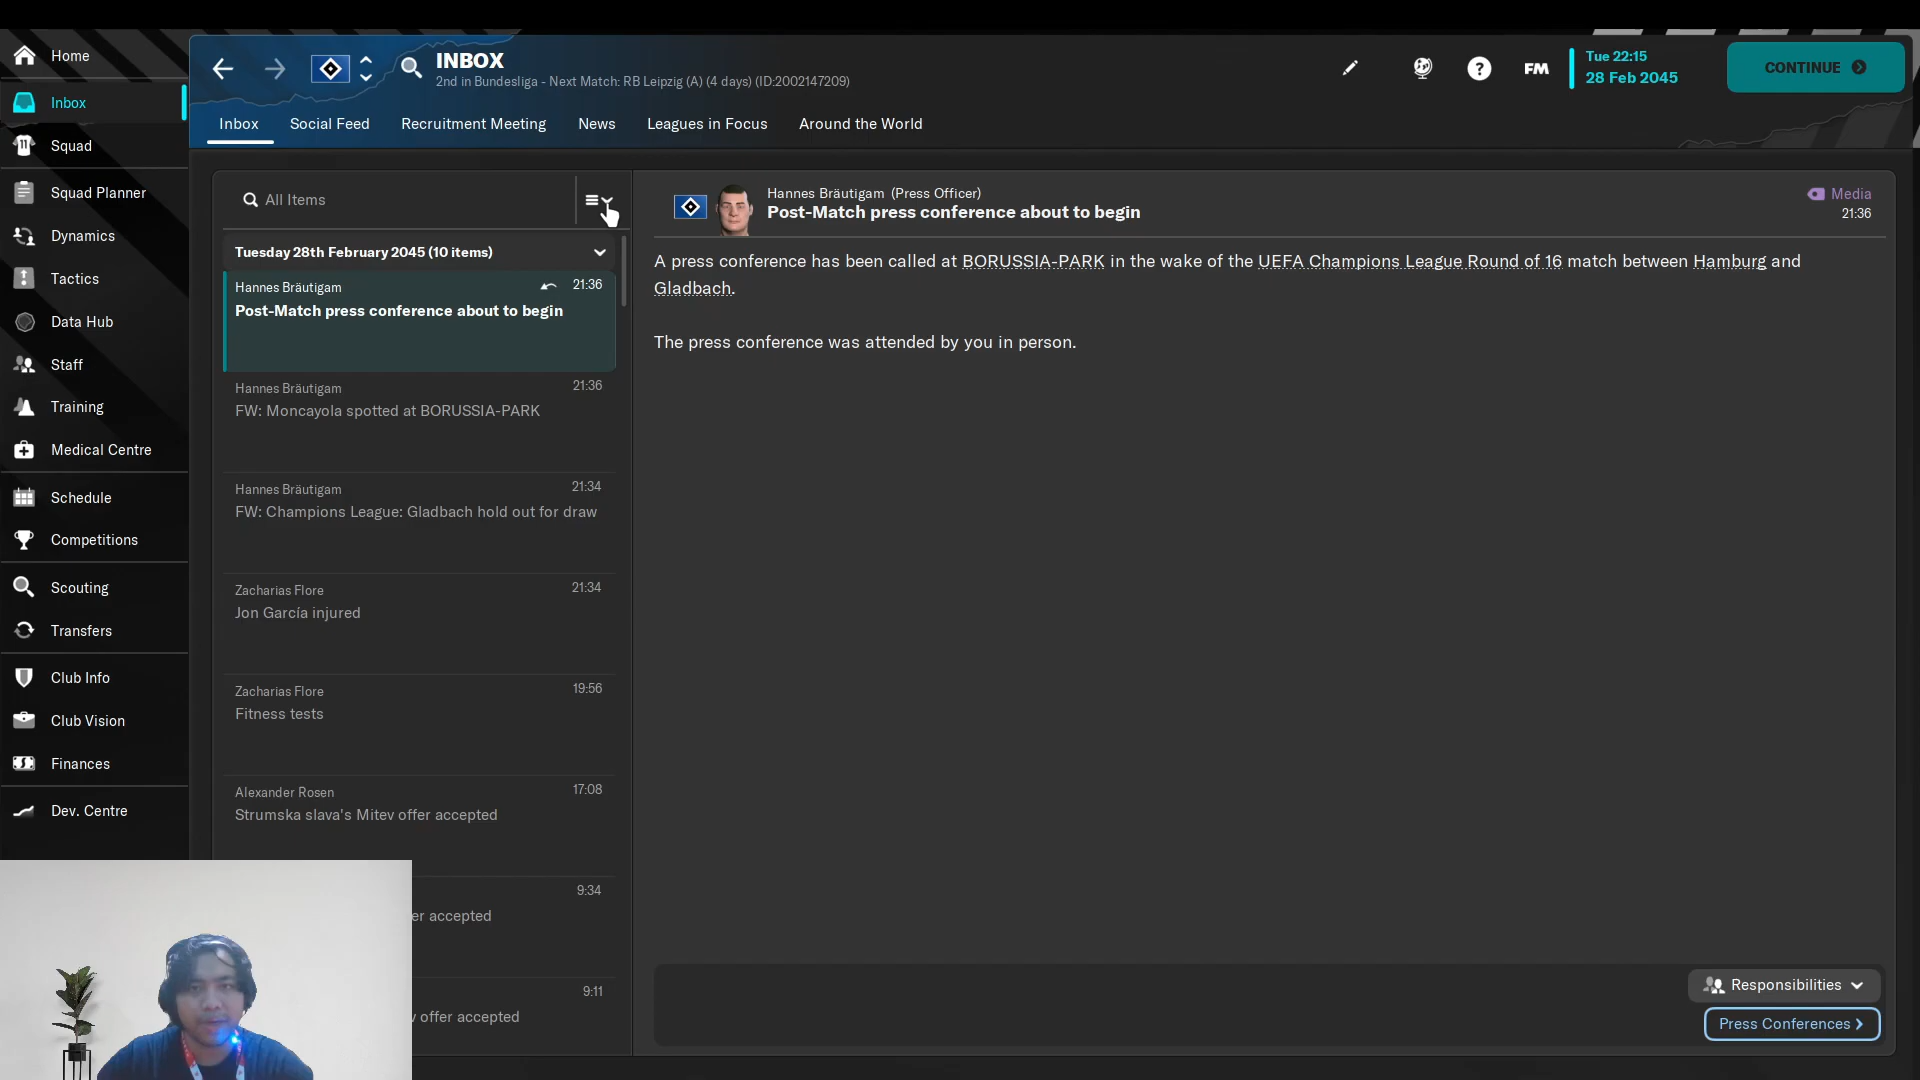 Home
Inbox
Squad
Squad Planner
Dynamics
Tactics
Data Hub
Staff
Training
Medical Centre
Schedule
Competitions
Scouting
Transfers
Club Info
Club Vision
Finances
Dev. Centre
INBOX
2nd in Bundesliga - Next Match: RB Leipzig (A) (4 days) (ID:2002147209)
FM
Tue 22:15
28 Feb 2045
CONTINUE
Inbox
Social Feed
Recruitment Meeting
News
Leagues in Focus
Around the World
All Items
Tuesday 28th February 2045 (10 items)
Hannes Bräutigam
21:36
Post-Match press conference about to begin
Hannes Bräutigam
21:36
FW: Moncayola spotted at BORUSSIA-PARK
Hannes Bräutigam
21:34
FW: Champions League: Gladbach hold out for draw
Zacharias Flore
21:34
Jon García injured
Zacharias Flore
19:56
Fitness tests
Alexander Rosen
17:08
Strumska slava's Mitev offer accepted
9:34
er accepted
9:11
v offer accepted
Hannes Bräutigam (Press Officer)
Post-Match press conference about to begin
Media
21:36
A press conference has been called at BORUSSIA-PARK in the wake of the UEFA Champions League Round of 16 match between Hamburg and
Gladbach.
The press conference was attended by you in person.
Responsibilities
Press Conferences